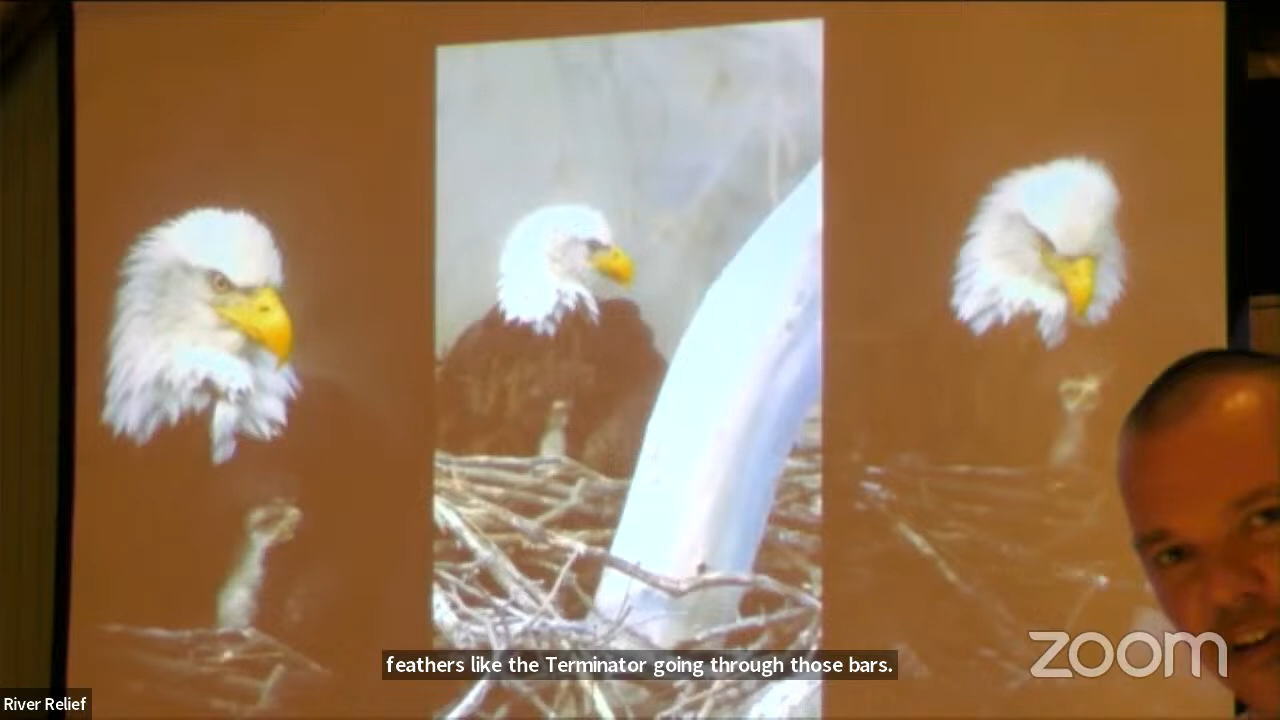 feathers like the Terminator going through those bars.
zoom
River Relief